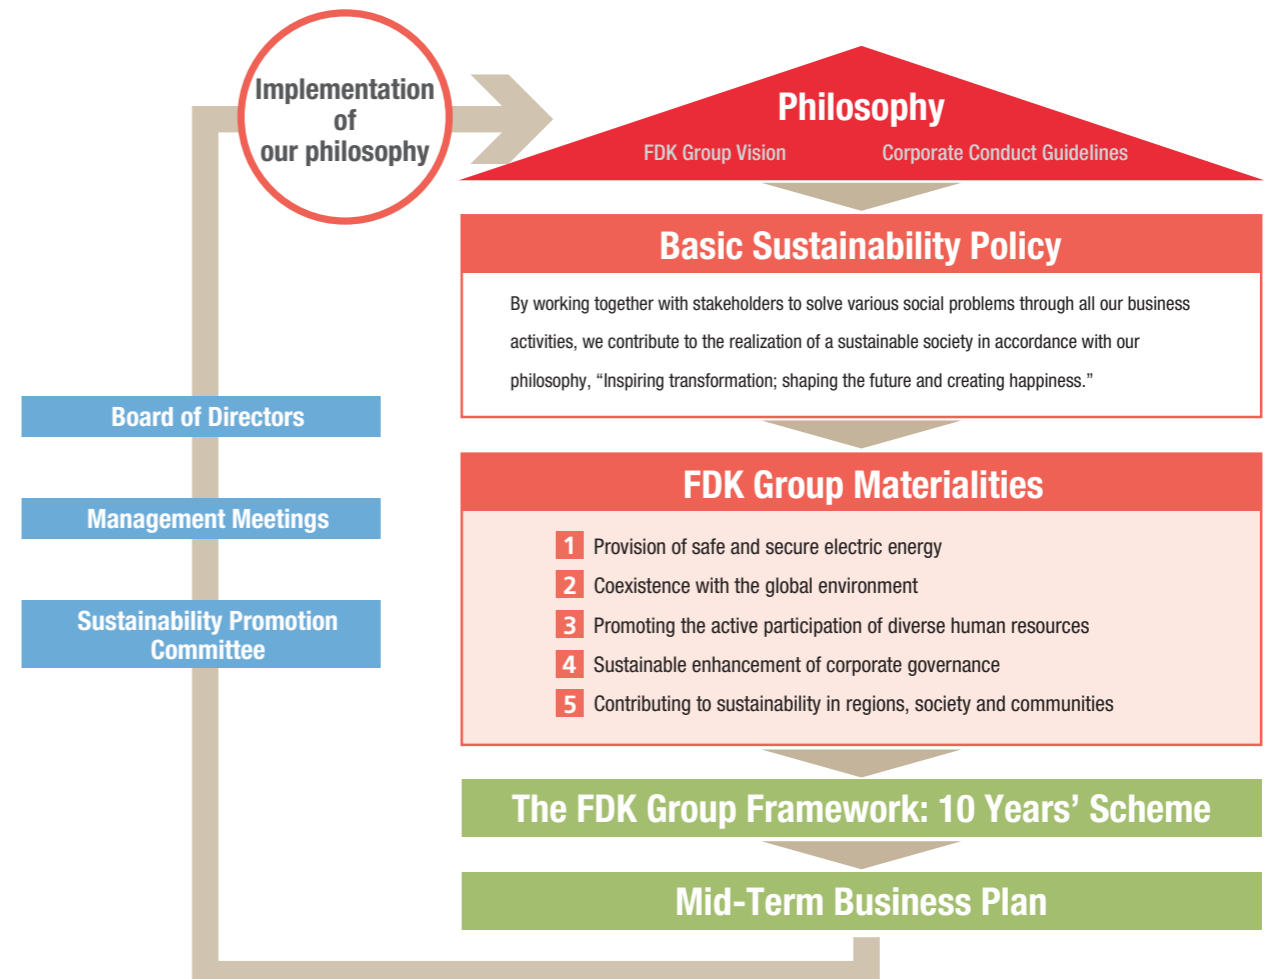 Implementation
of
our philosophy
Philosophy
FDK Group Vision
Corporate Conduct Guidelines
Basic Sustainability Policy
By working together with stakeholders to solve various social problems through all our business
activities, we contribute to the realization of a sustainable society in accordance with our
philosophy, “Inspiring transformation; shaping the future and creating happiness.”
Board of Directors
Management Meetings
Sustainability Promotion
Committee
FDK Group Materialities
1 Provision of safe and secure electric energy
2 Coexistence with the global environment
3 Promoting the active participation of diverse human resources
4 Sustainable enhancement of corporate governance
5 Contributing to sustainability in regions, society and communities
The FDK Group Framework: 10 Years’ Scheme
Mid-Term Business Plan